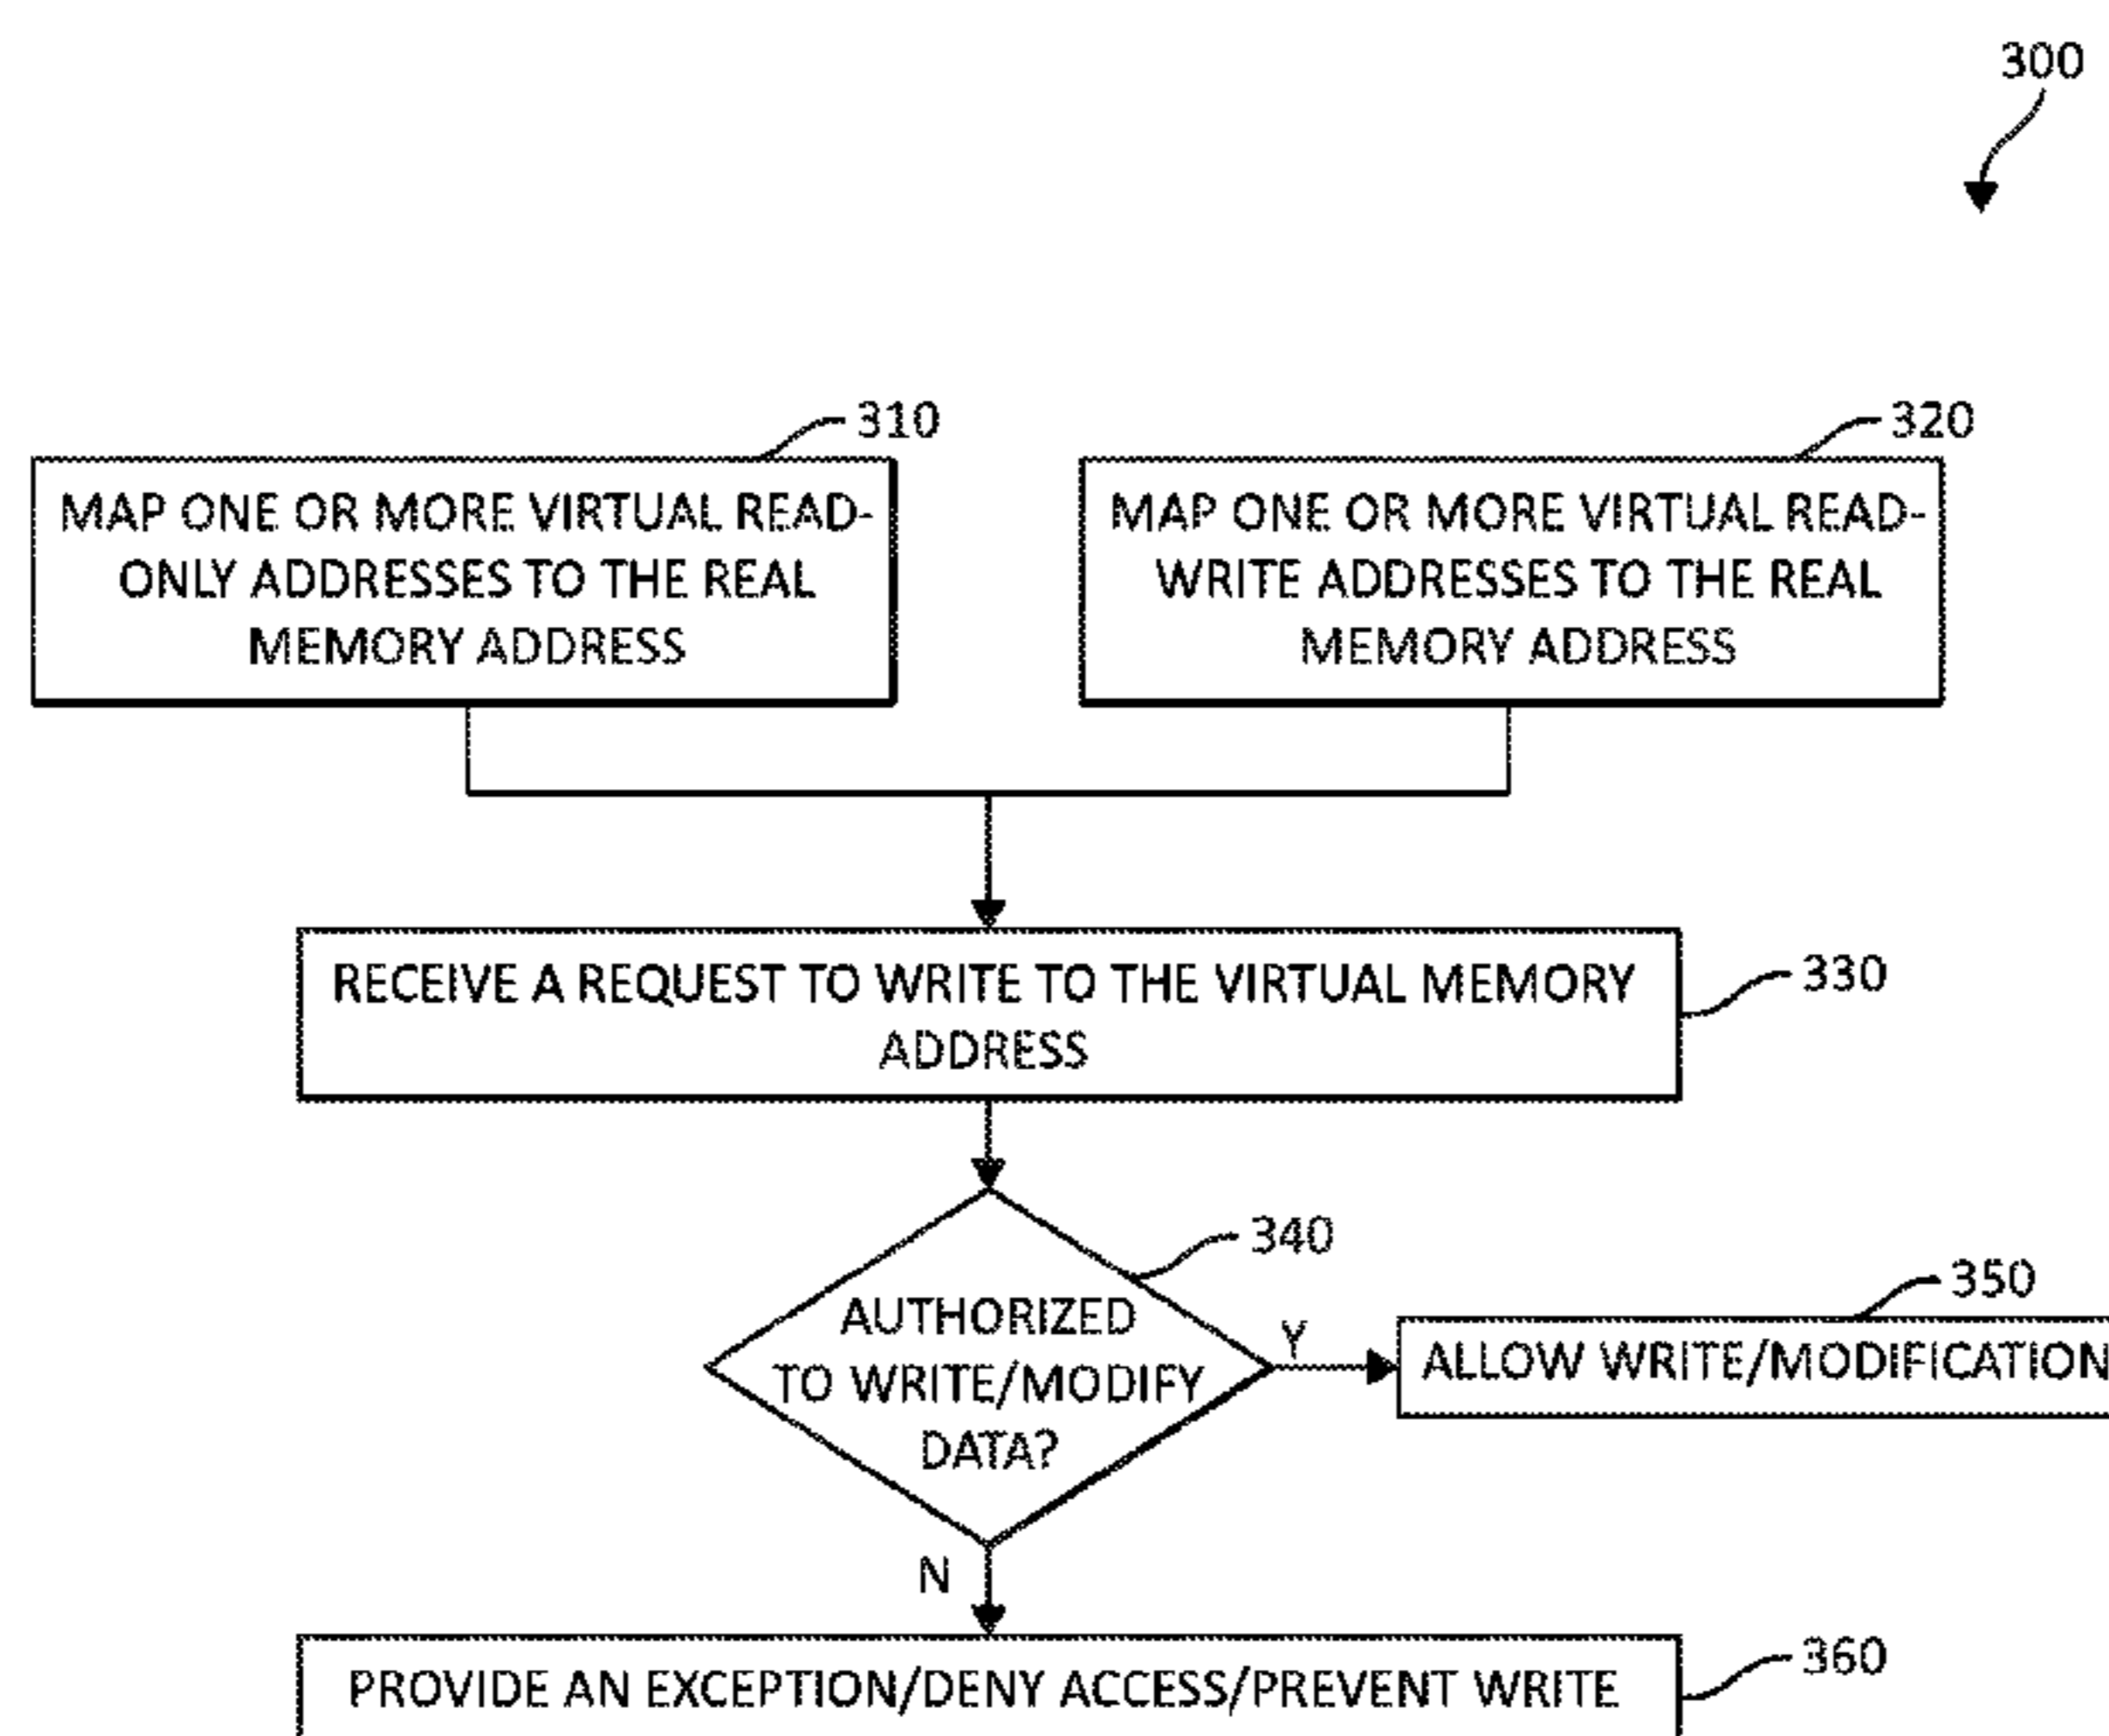 300
310
320
MAP ONE OR MORE VIRTUAL READ-
ONLY ADDRESSES TO THE REAL
MEMORY ADDRESS
MAP ONE OR MORE VIRTUAL READ-
WRITE ADDRESSES TO THE REAL
MEMORY ADDRESS
RECEIVE A REQUEST TO WRITE TO THE VIRTUAL MEMORY
ADDRESS
330
340
AUTHORIZED
TO WRITE/MODIFY
DATA?
Y
350
ALLOW WRITE/MODIFICATION
N
PROVIDE AN EXCEPTION/DENY ACCESS/PREVENT WRITE
360